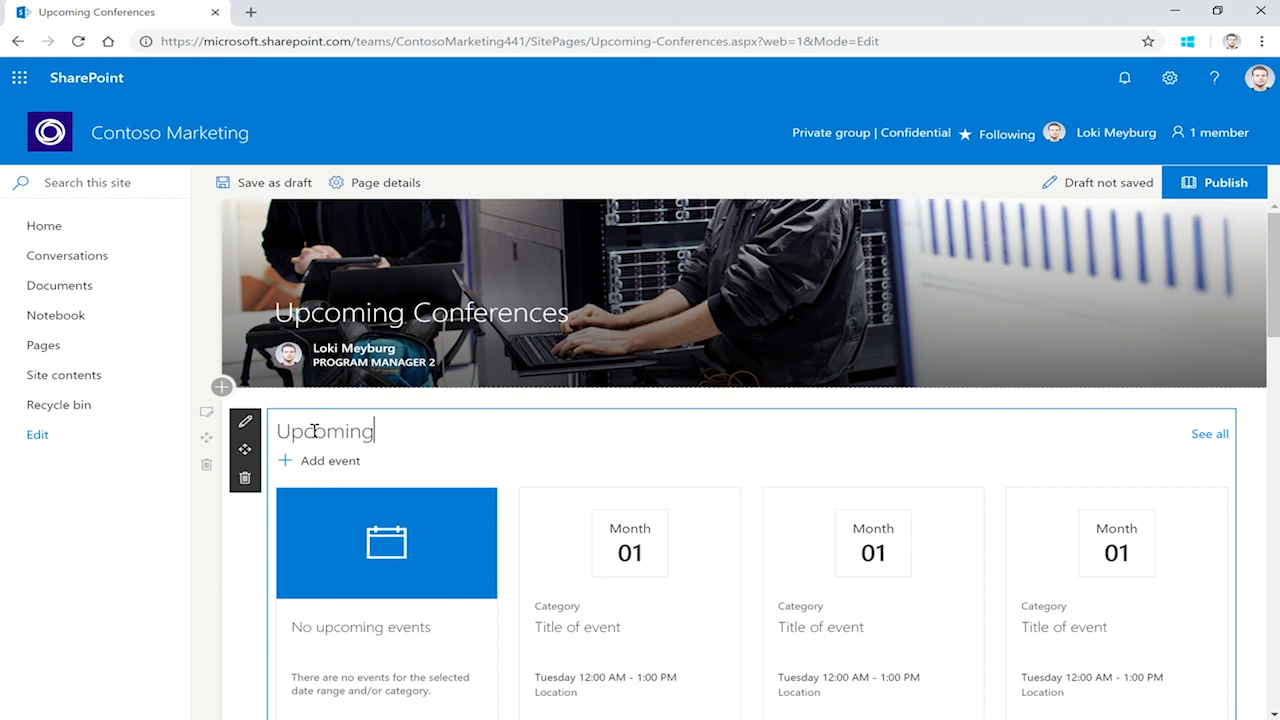 Upcoming Conferences
https://microsoft.sharepoint.com/teams/ContosoMarketing441/SitePages/Upcoming-Conferences.aspx?web=1&Mode=Edit
SharePoint
Contoso Marketing
Private group | Confidential Following Loki Meyburg 1 member
Search this site
Save as draft Page details Draft not saved Publish
Home
Conversations
Documents
Notebook
Pages
Site contents
Recycle bin
Edit
Upcoming Conferences
Loki Meyburg
PROGRAM MANAGER 2
Upcoming
See all
Add event
No upcoming events
There are no events for the selected
date range and/or category.
Month
01
Category
Title of event
Tuesday 12:00 AM - 1:00 PM
Location
Month
01
Category
Title of event
Tuesday 12:00 AM - 1:00 PM
Location
Month
01
Category
Title of event
Tuesday 12:00 AM - 1:00 PM
Location